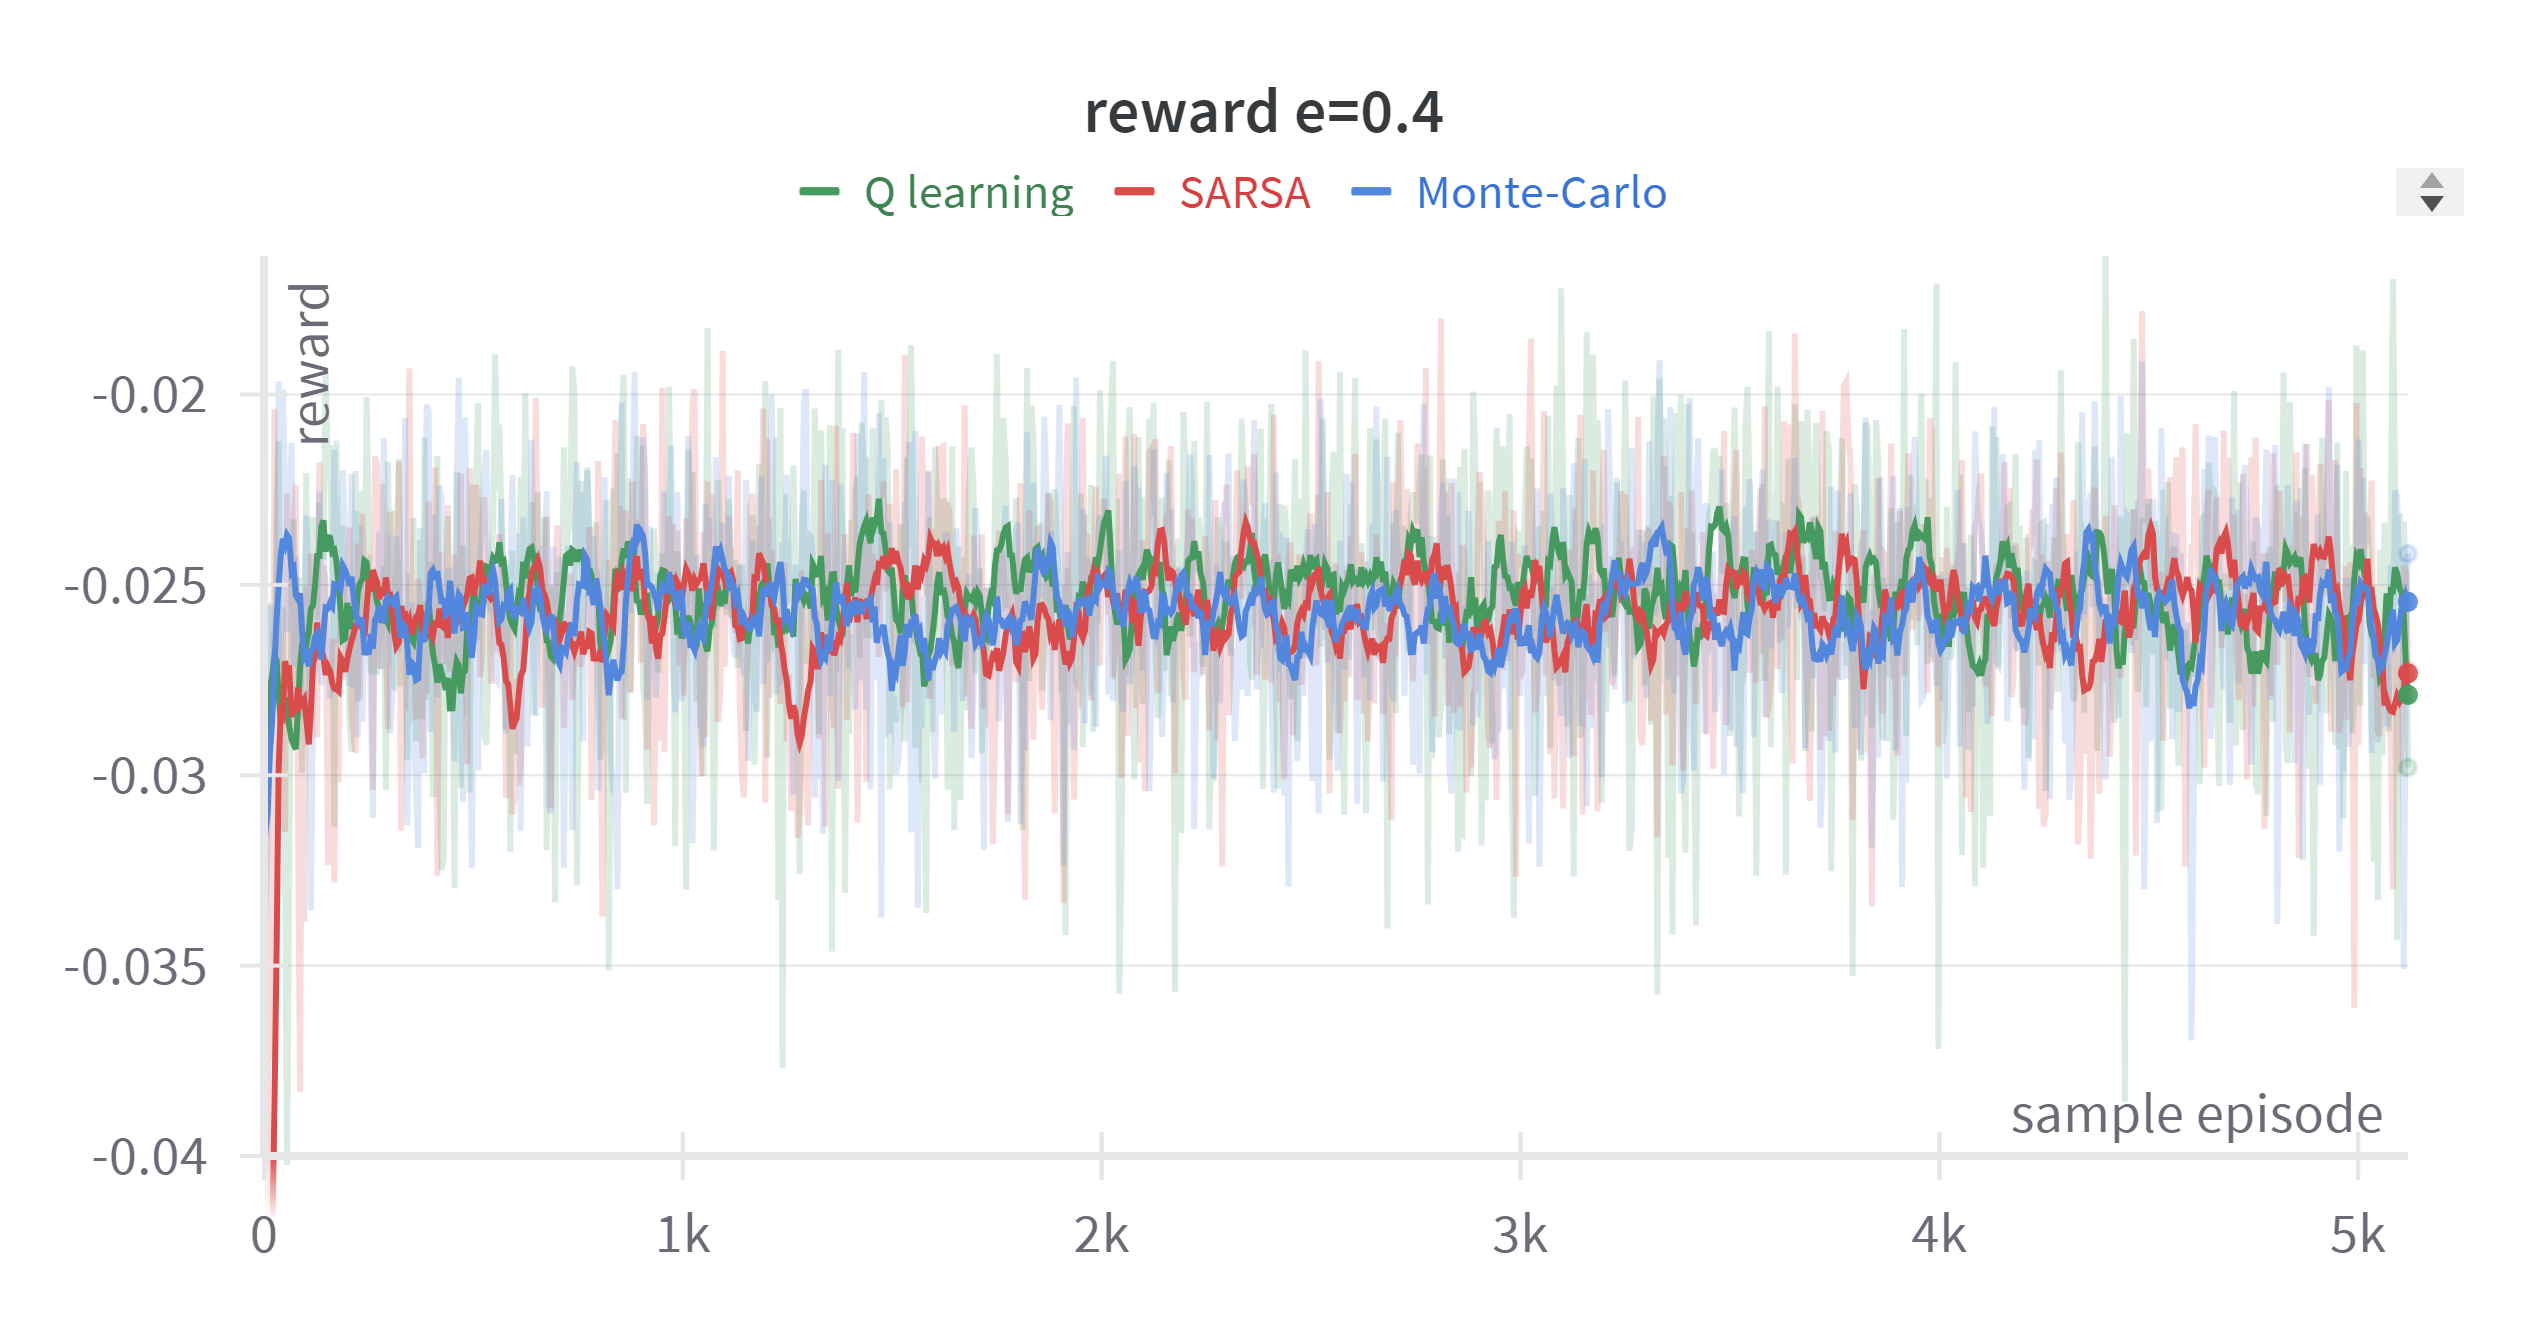 reward e=0.4
Q learning SARSA Monte-Carlo
reward
-0.02
-0.025
-0.03
-0.035
-0.04
sample episode
0 1k 2k 3k 4k 5k